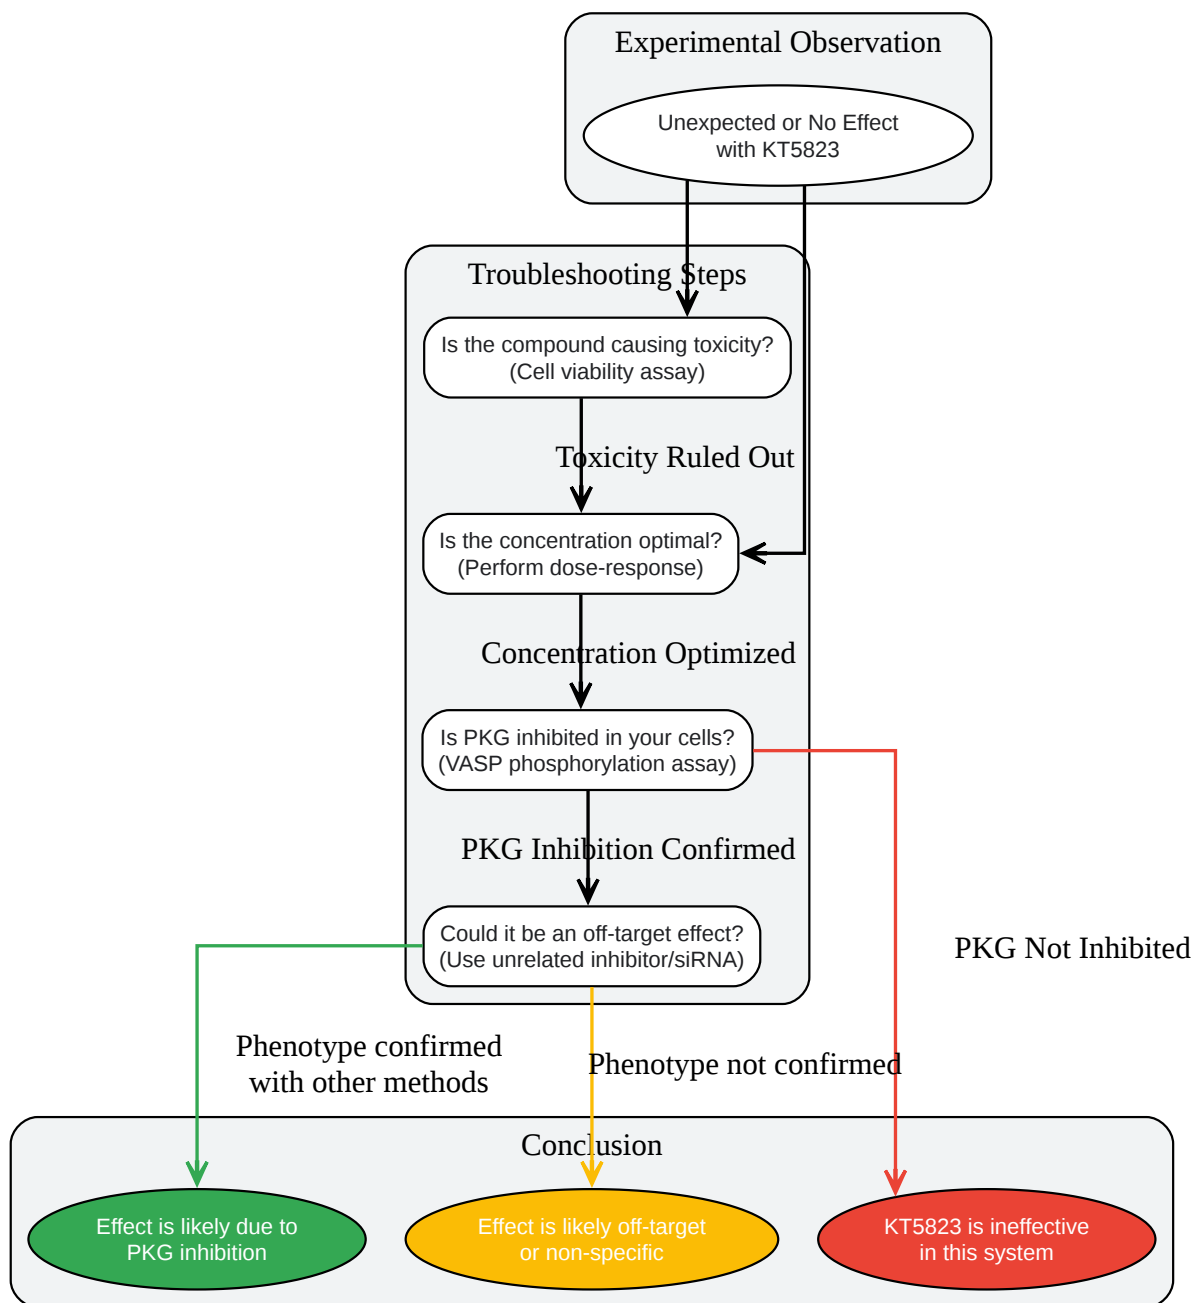 Experimental Observation
Unexpected or No Effect
with KT5823
Troubleshooting Steps
Is the compound causing toxicity?
(Cell viability assay)
Toxicity Ruled Out
Is the concentration optimal?
(Perform dose-response)
Concentration Optimized
Is PKG inhibited in your cells?
(VASP phosphorylation assay)
PKG Inhibition Confirmed
Could it be an off-target effect?
(Use unrelated inhibitor/siRNA)
PKG Not Inhibited
Phenotype confirmed
with other methods
Phenotype not confirmed
Conclusion
Effect is likely due to
PKG inhibition
Effect is likely off-target
or non-specific
KT5823 is ineffective
in this system